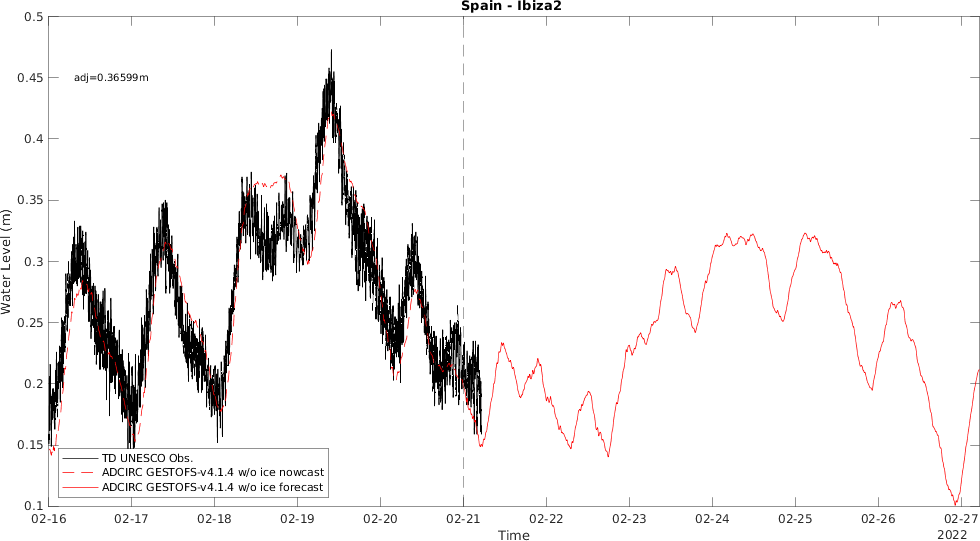 Spain - Ibiza2
adj=0.36599m
Water Level (m)
0.5
0.45
0.4
0.35
0.3
0.25
0.2
0.15
0.1
TD UNESCO Obs.
ADCIRC GESTOFS-v4.1.4 w/o ice nowcast
ADCIRC GESTOFS-v4.1.4 w/o ice forecast
02-16 02-17 02-18 02-19 02-20 02-21 02-22 02-23 02-24 02-25 02-26 02-27
Time
2022